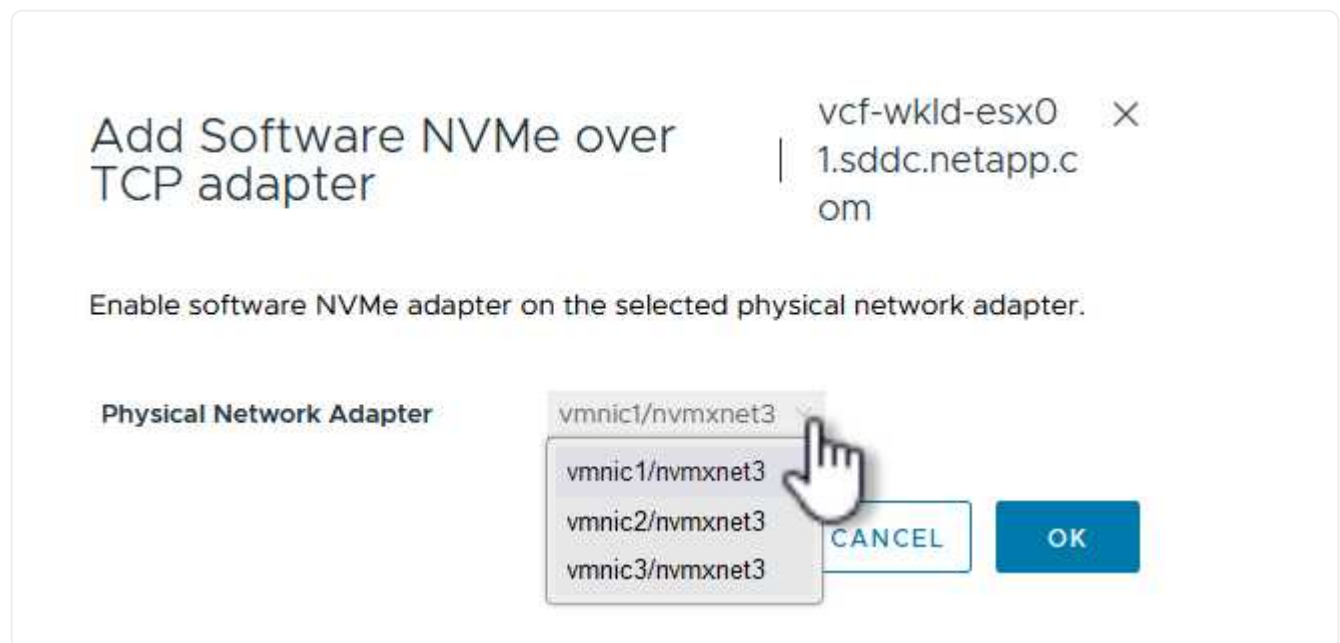 Add Software NVMe over
TCP adapter
vcf-wkld-esx0
1.sddc.netapp.c
om
Enable software NVMe adapter on the selected physical network adapter.
Physical Network Adapter
vmnic1/nvmxnet3
vmnic1/nvmxnet3
vmnic2/nvmxnet3
vmnic3/nvmxnet3
CANCEL
OK